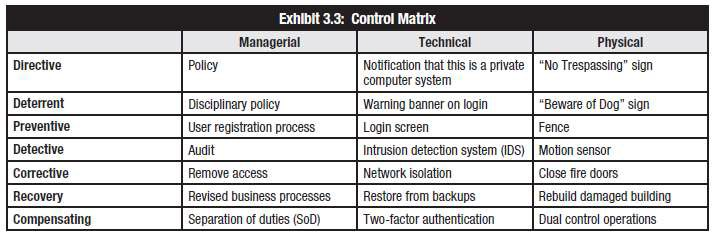 Exhibit 3.3: Control Matrix
Managerial Technical Physical
Directive Policy Notification that this is a private computer system “No Trespassing” sign
Deterrent Disciplinary policy Warning banner on login “Beware of Dog” sign
Preventive User registration process Login screen Fence
Detective Audit Intrusion detection system (IDS) Motion sensor
Corrective Remove access Network isolation Close fire doors
Recovery Revised business processes Restore from backups Rebuild damaged building
Compensating Separation of duties (SoD) Two-factor authentication Dual control operations